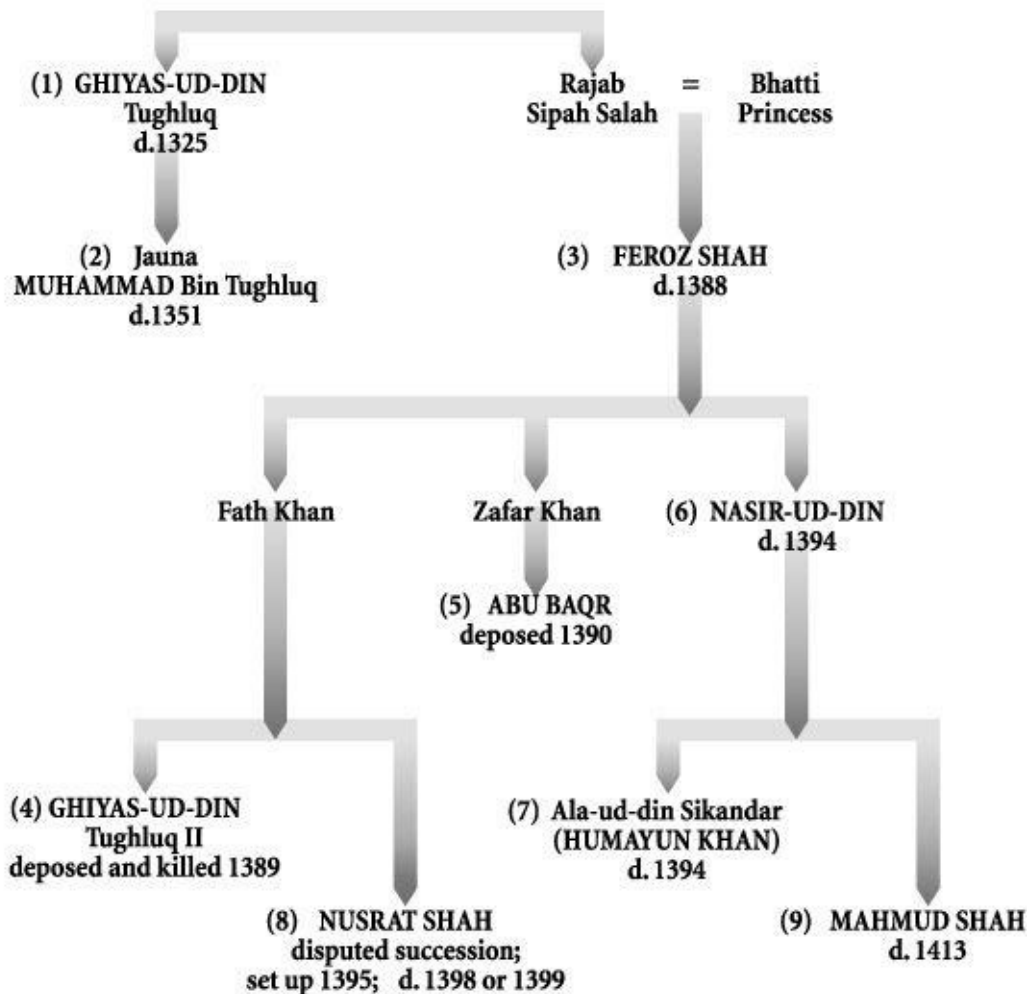 (1) GHIYAS-UD-DIN
Tughluq
d.1325
Rajab = Bhatti
Sipah Salah Princess
(2) Jauna
MUHAMMAD Bin Tughluq
d.1351
(3) FEROZ SHAH
d.1388
Fath Khan
Zafar Khan
(6) NASIR-UD-DIN
d. 1394
(5) ABU BAQR
deposed 1390
(4) GHIYAS-UD-DIN
Tughluq II
deposed and killed 1389
(7) Ala-ud-din Sikandar
(HUMAYUN KHAN)
d. 1394
(8) NUSRAT SHAH
disputed succession;
set up 1395; d. 1398 or 1399
(9) MAHMUD SHAH
d. 1413